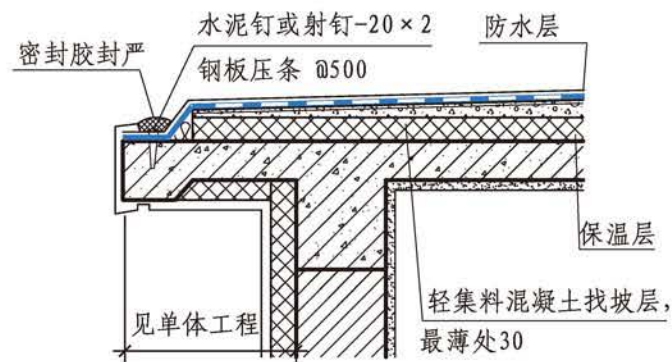 水泥钉或射钉-20×2
防水层
密封胶封严
钢板压条 @500
保温层
轻集料混凝土找坡层,
见单体工程
最薄处30